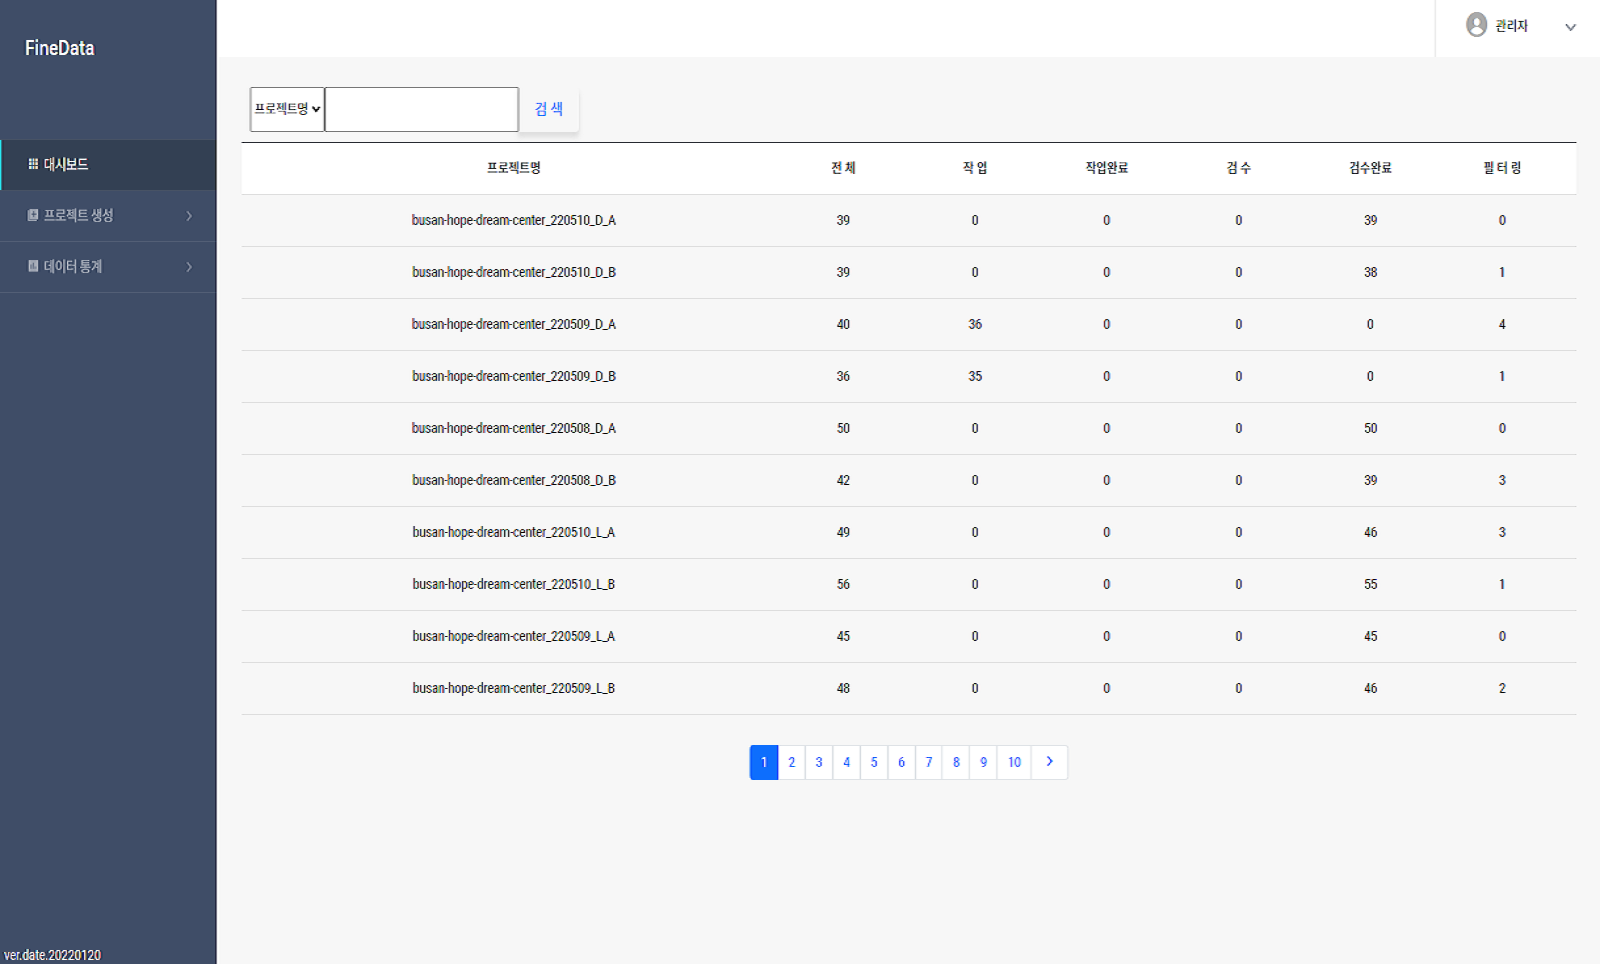 FineData
관리자
대시보드
프로젝트 생성
데이터 통계
ver.date.20220120
프로젝트명 검 색
프로젝트명 전 체 작 업 작업완료 검 수 검수완료 필 터 링
busan-hope-dream-center_220510_D_A 39 0 0 0 39 0
busan-hope-dream-center_220510_D_B 39 0 0 0 38 1
busan-hope-dream-center_220509_D_A 40 36 0 0 0 4
busan-hope-dream-center_220509_D_B 36 35 0 0 0 1
busan-hope-dream-center_220508_D_A 50 0 0 0 50 0
busan-hope-dream-center_220508_D_B 42 0 0 0 39 3
busan-hope-dream-center_220510_L_A 49 0 0 0 46 3
busan-hope-dream-center_220510_L_B 56 0 0 0 55 1
busan-hope-dream-center_220509_L_A 45 0 0 0 45 0
busan-hope-dream-center_220509_L_B 48 0 0 0 46 2
1 2 3 4 5 6 7 8 9 10 >